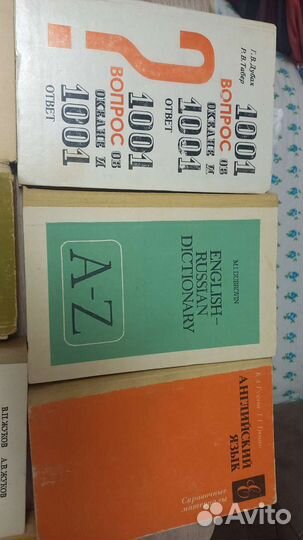 Г.В.Дубах
Р.В.Табер
1001
ВОПРОС ОБ
ОКЕАНЕ И
1001
ОТВЕТ
1001
ВОПРОС ОБ
ОКЕАНЕ И
1001
ОТВЕТ
?
M.I.DUBROVIN
ENGLISH–
RUSSIAN
DICTIONARY
A–Z
АНГЛИЙСКИЙ
ЯЗЫК
Справочные
материалы
В.П.ЖУКОВ А.В.ЖУКОВ
Avito